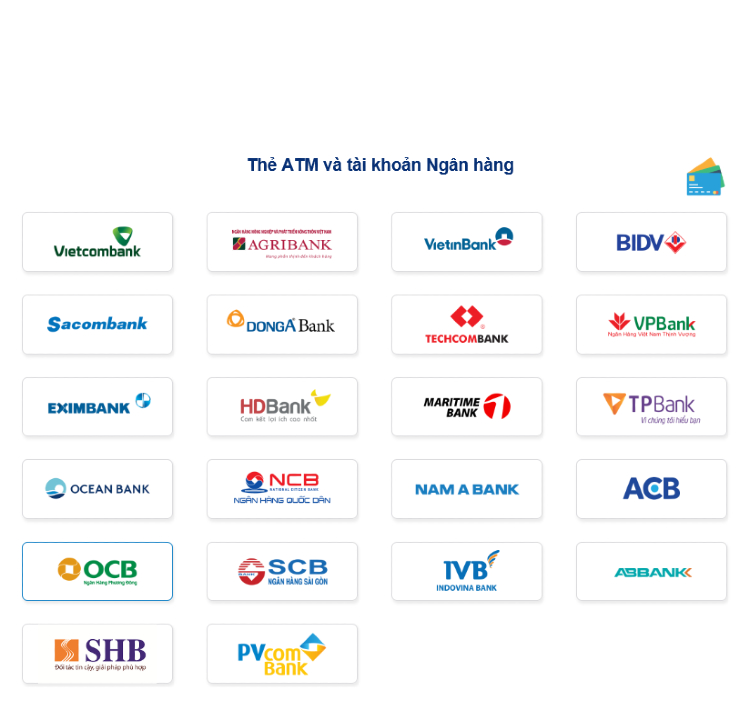 Thẻ ATM và tài khoản Ngân hàng
Vietcombank
NGÂN HÀNG NÔNG NGHIỆP VÀ PHÁT TRIỂN NÔNG THÔN VIỆT NAM
AGRIBANK
Mang phồn thịnh đến khách hàng
VietinBank
BIDV
Sacombank
DONGA Bank
TECHCOMBANK
VPBank
Ngân Hàng Việt Nam Thịnh Vượng
EXIMBANK
HDBank
Cam kết lợi ích cao nhất
MARITIME
BANK
TPBank
Vì chúng tôi hiểu bạn
OCEAN BANK
NCB
NATIONAL CITIZEN BANK
NGÂN HÀNG QUỐC DÂN
NAM A BANK
ACB
OCB
Ngân Hàng Phương Đông
SCB
NGÂN HÀNG SÀI GÒN
IVB
INDOVINA BANK
ABBANK
SHB
Đối tác tin cậy, giải pháp phù hợp
PVcom
Bank